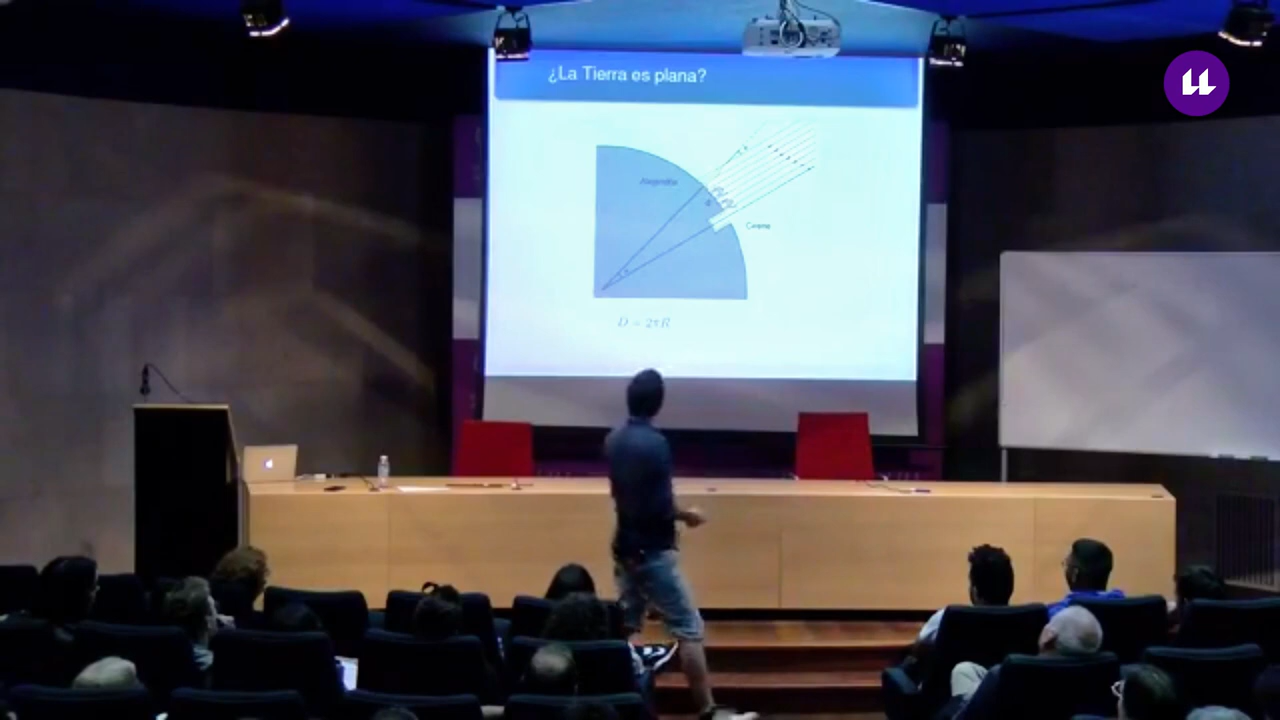 ¿La Tierra es plana?
Alejandría
Cirene
D = 2πR